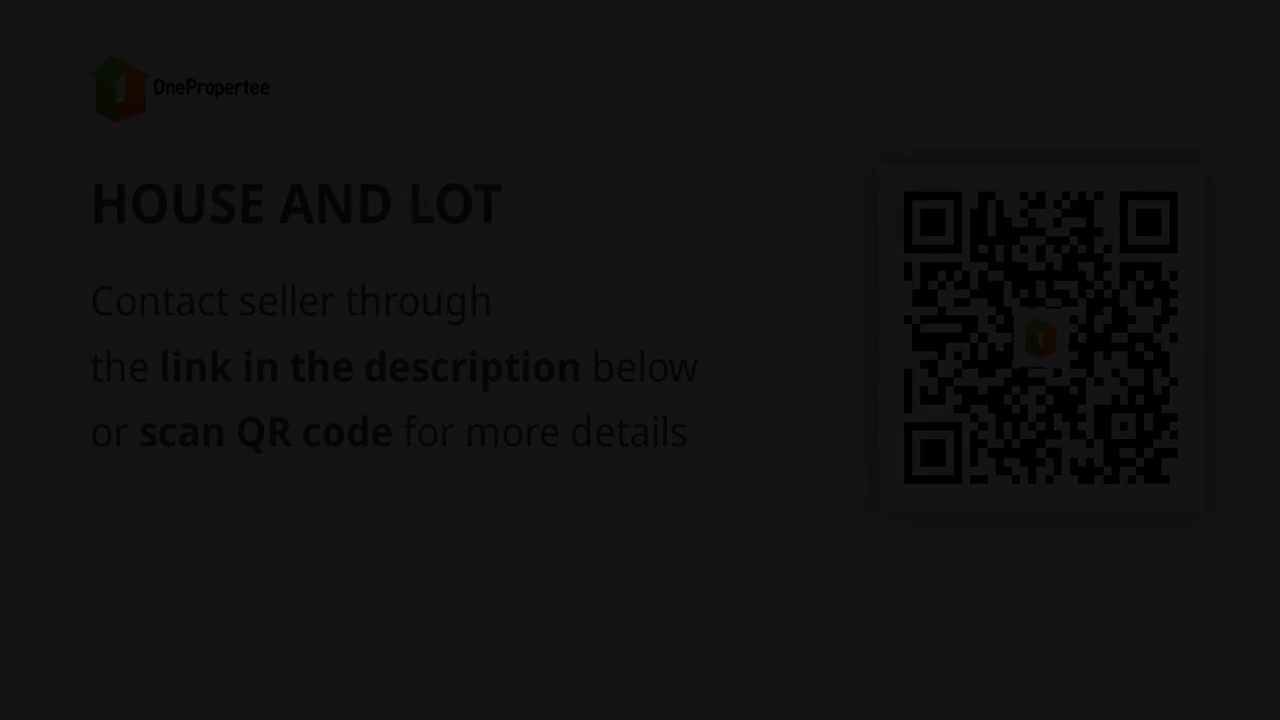 OnePropertee
HOUSE AND LOT
Contact seller through
the link in the description below
or scan QR code for more details